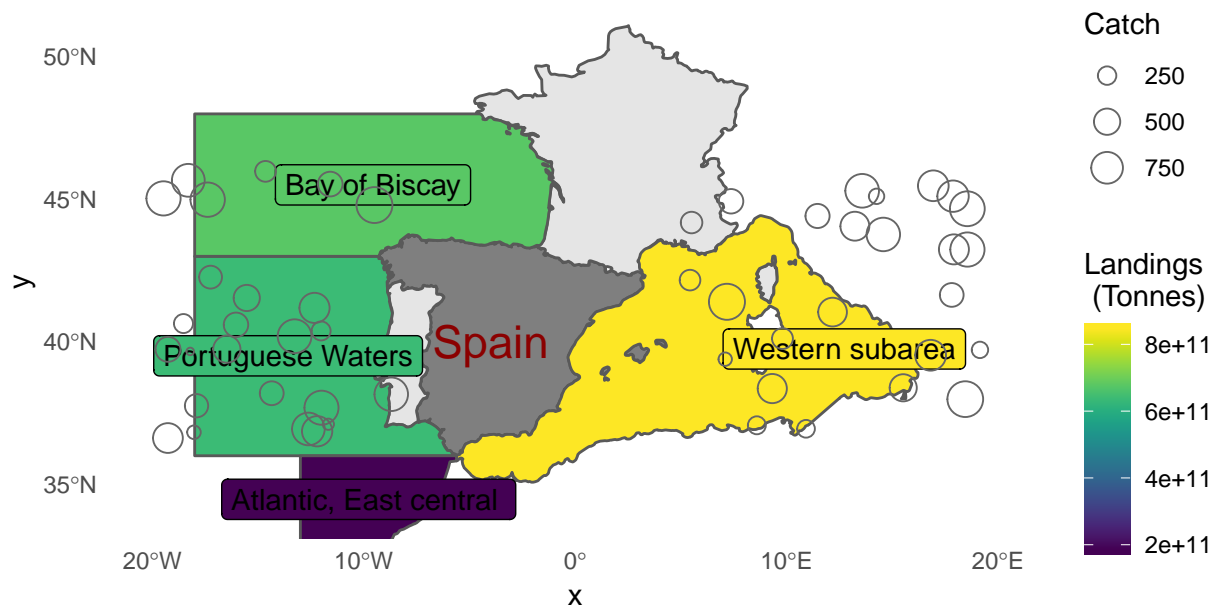 50°N
45°N
40°N
35°N
y
Bay of Biscay
Portuguese Waters
Spain
Western subarea
Atlantic, East central
20°W
10°W
0°
10°E
20°E
x
Catch
250
500
750
Landings
(Tonnes)
8e+11
6e+11
4e+11
2e+11